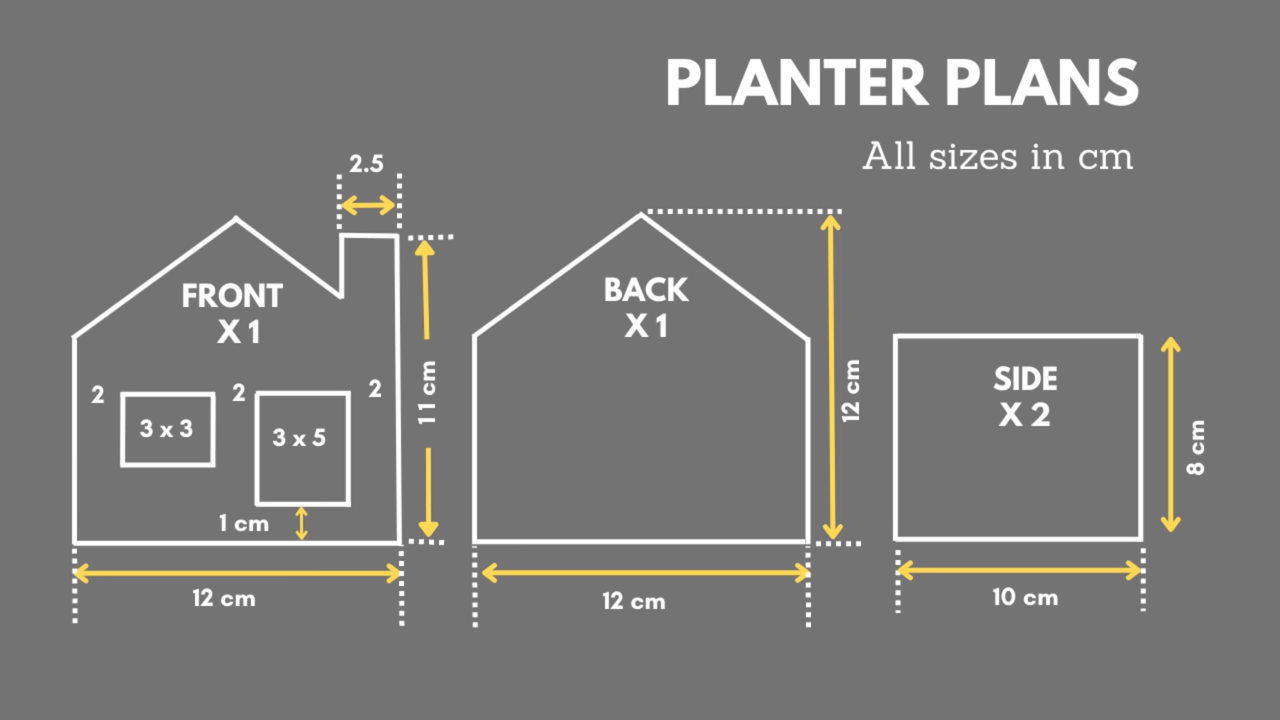 PLANTER PLANS
All sizes in cm
2.5
FRONT
X 1
2
2
2
3 x 3
3 x 5
1 cm
11 cm
12 cm
BACK
X 1
12 cm
12 cm
SIDE
X 2
8 cm
10 cm